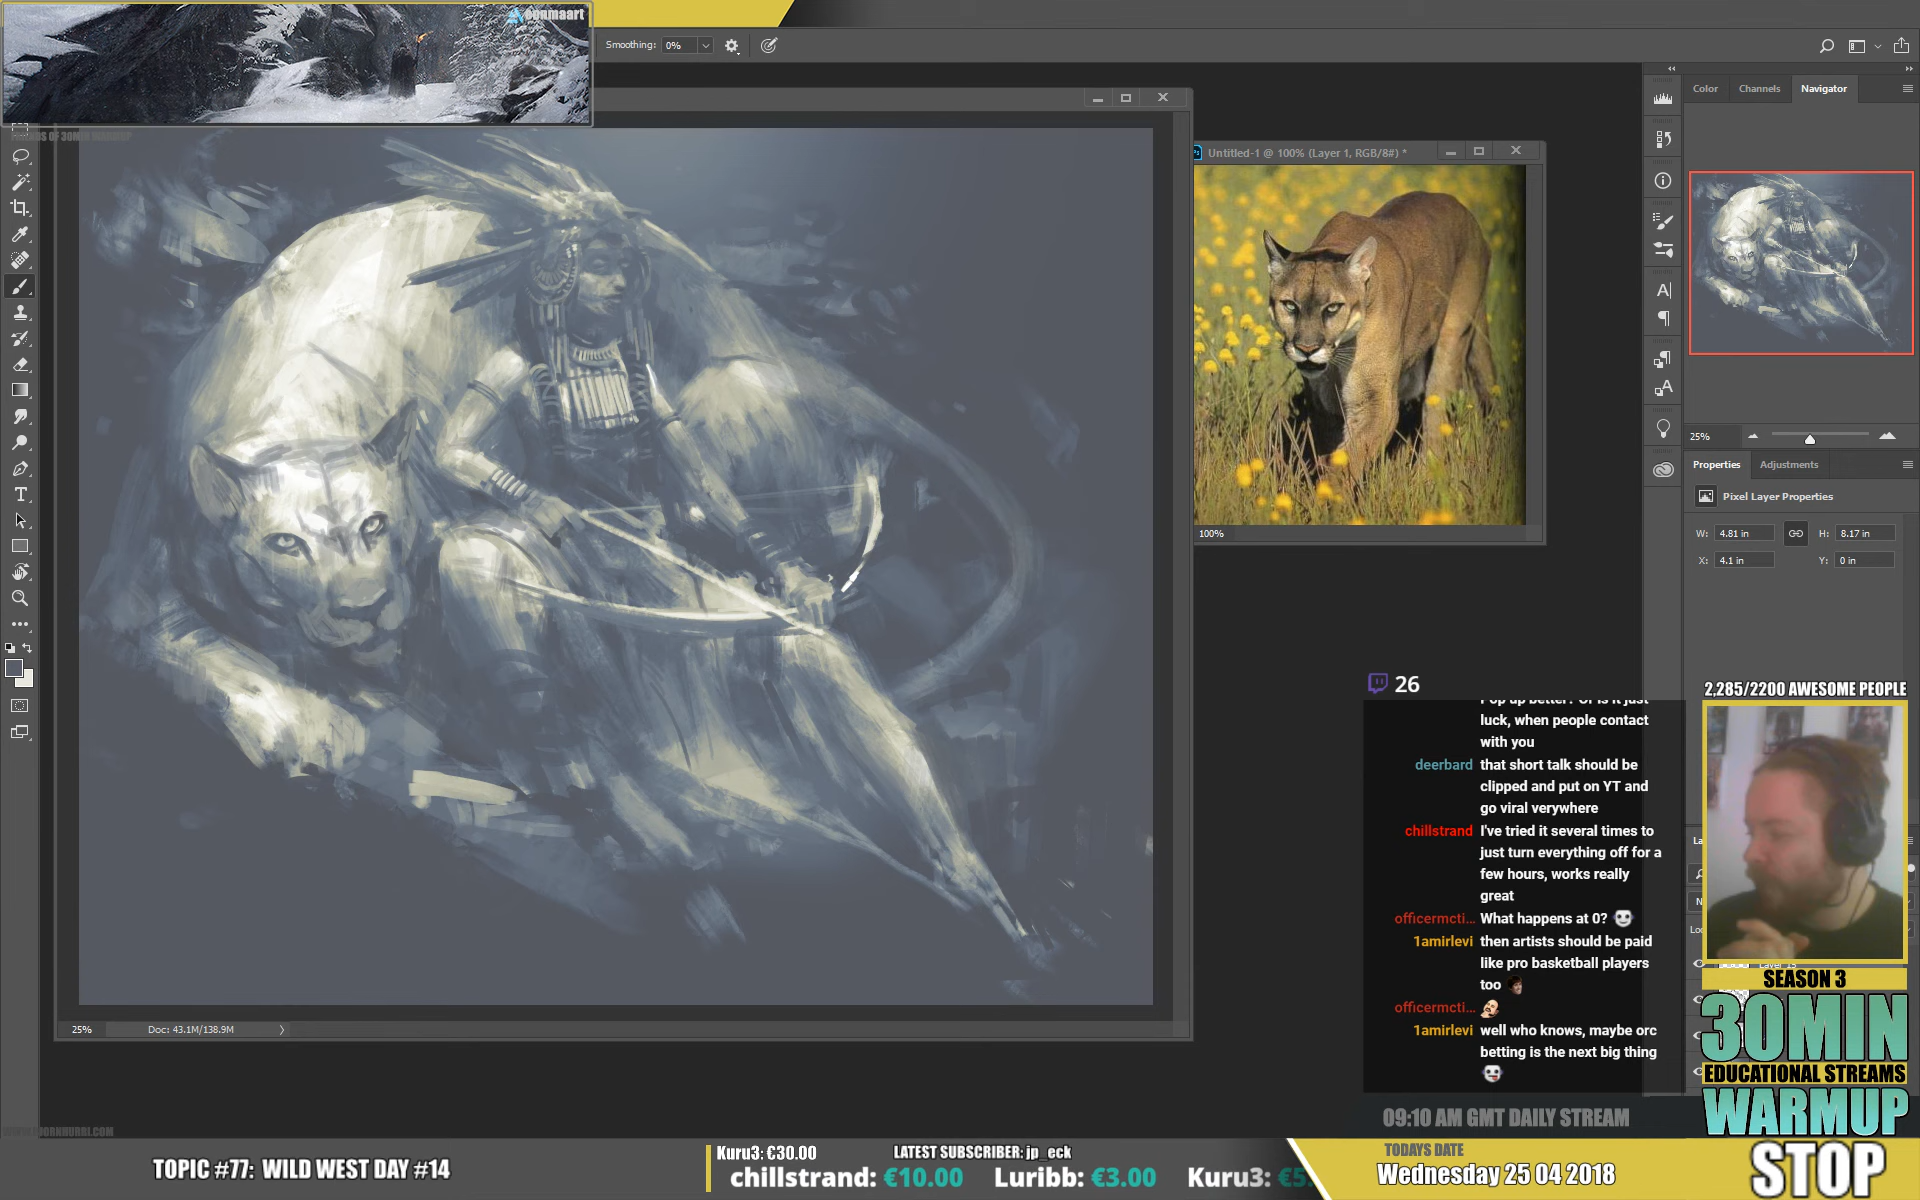 Smoothing: 0%
Untitled-1 @ 100% (Layer 1, RGB/8#) *
100%
25%
Doc: 43.1M/138.9M
Color
Channels
Navigator
25%
Properties
Adjustments
Pixel Layer Properties
W: 4.81 in
H: 8.17 in
X: 4.1 in
Y: 0 in
2,285/2200 AWESOME PEOPLE
26
luck, when people contact
with you
deerbard that short talk should be
clipped and put on YT and
go viral verywhere
chillstrand I've tried it several times to
just turn everything off for a
few hours, works really
great
officermcti... What happens at 0?
1amirlevi then artists should be paid
like pro basketball players
too
officermcti...
1amirlevi well who knows, maybe orc
betting is the next big thing
09:10 AM GMT DAILY STREAM
SEASON 3
30MIN
EDUCATIONAL STREAMS
WARMUP
STOP
TOPIC #77: WILD WEST DAY #14
Kuru3: €30.00
LATEST SUBSCRIBER: jp_eck
chillstrand: €10.00 Luribb: €3.00 Kuru3: €5.
TODAYS DATE
Wednesday 25 04 2018